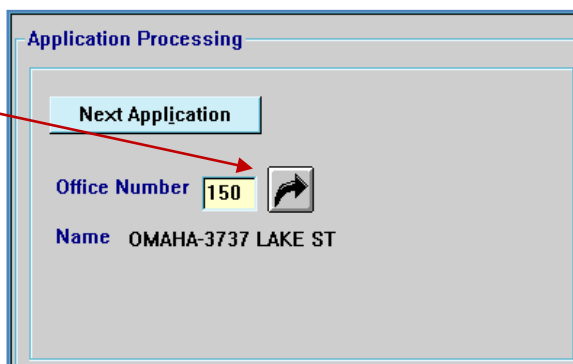 Application Processing
Next Application
Office Number 150
Name OMAHA-3737 LAKE ST